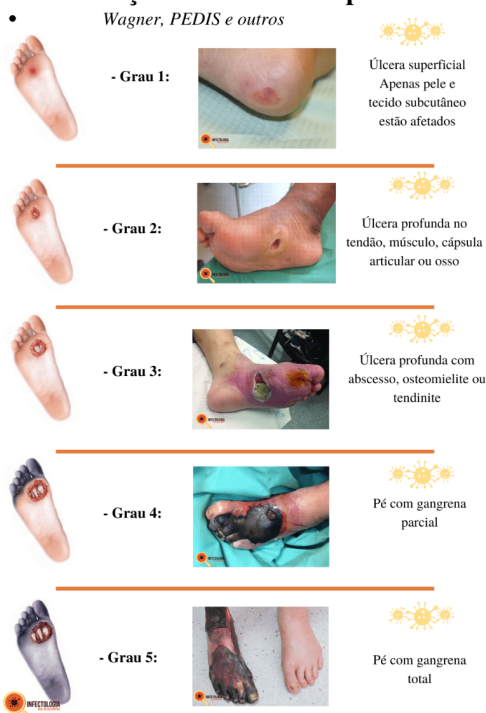 Wagner, PEDIS e outros
- Grau 1:
Úlcera superficial
Apenas pele e
tecido subcutâneo
estão afetados
- Grau 2:
Úlcera profunda no
tendão, músculo, cápsula
articular ou osso
- Grau 3:
Úlcera profunda com
abscesso, osteomielite ou
tendinite
- Grau 4:
Pé com gangrena
parcial
- Grau 5:
Pé com gangrena
total
INFECTOLOGIA